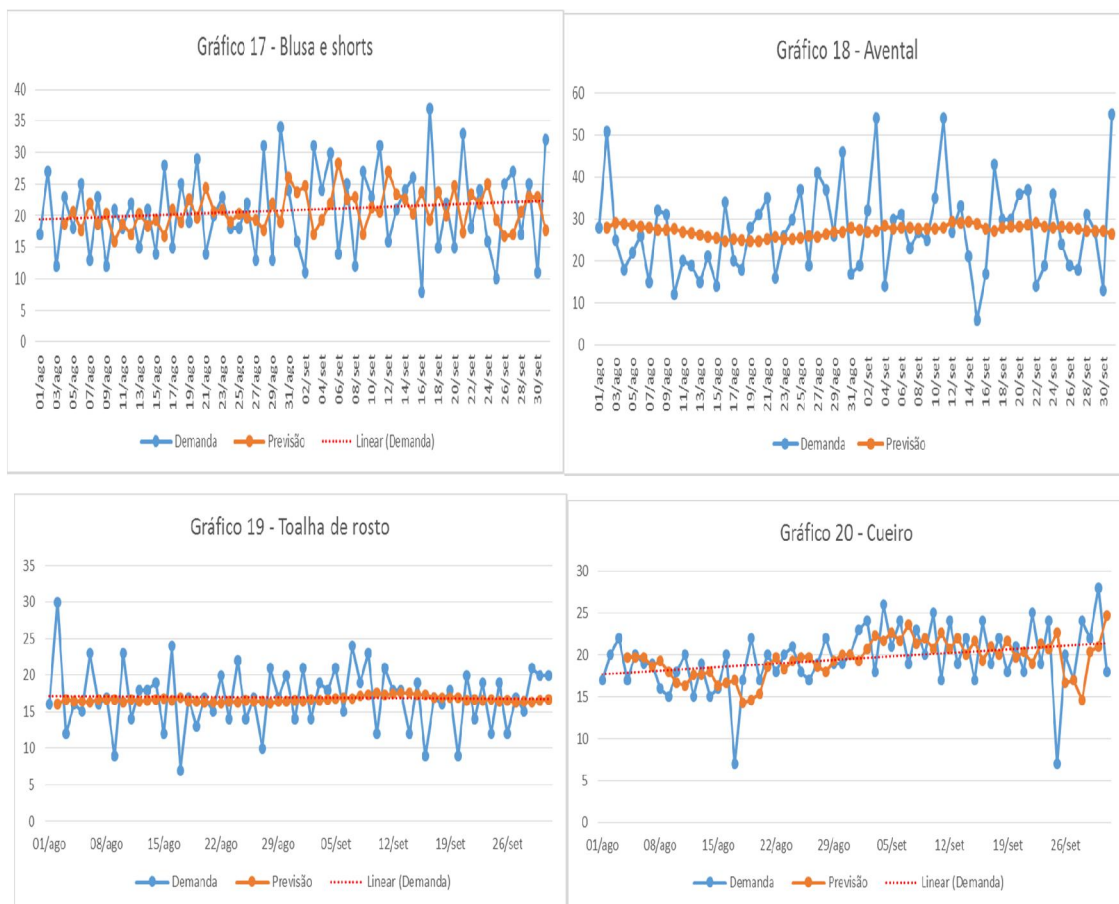 Gráfico 17 - Blusa e shorts
40
35
30
25
20
15
10
5
0
01/ago 03/ago 05/ago 07/ago 09/ago 11/ago 13/ago 15/ago 17/ago 19/ago 21/ago 23/ago 25/ago 27/ago 29/ago 31/ago 02/set 04/set 06/set 08/set 10/set 12/set 14/set 16/set 18/set 20/set 22/set 24/set 26/set 28/set 30/set
Demanda Previsão Linear (Demanda)
Gráfico 18 - Avental
60
50
40
30
20
10
0
01/ago 03/ago 05/ago 07/ago 09/ago 11/ago 13/ago 15/ago 17/ago 19/ago 21/ago 23/ago 25/ago 27/ago 29/ago 31/ago 02/set 04/set 06/set 08/set 10/set 12/set 14/set 16/set 18/set 20/set 22/set 24/set 26/set 28/set 30/set
Demanda Previsão
Gráfico 19 - Toalha de rosto
35
30
25
20
15
10
5
0
01/ago 08/ago 15/ago 22/ago 29/ago 05/set 12/set 19/set 26/set
Demanda Previsão Linear (Demanda)
Gráfico 20 - Cueiro
30
25
20
15
10
5
0
01/ago 08/ago 15/ago 22/ago 29/ago 05/set 12/set 19/set 26/set
Demanda Previsão Linear (Demanda)